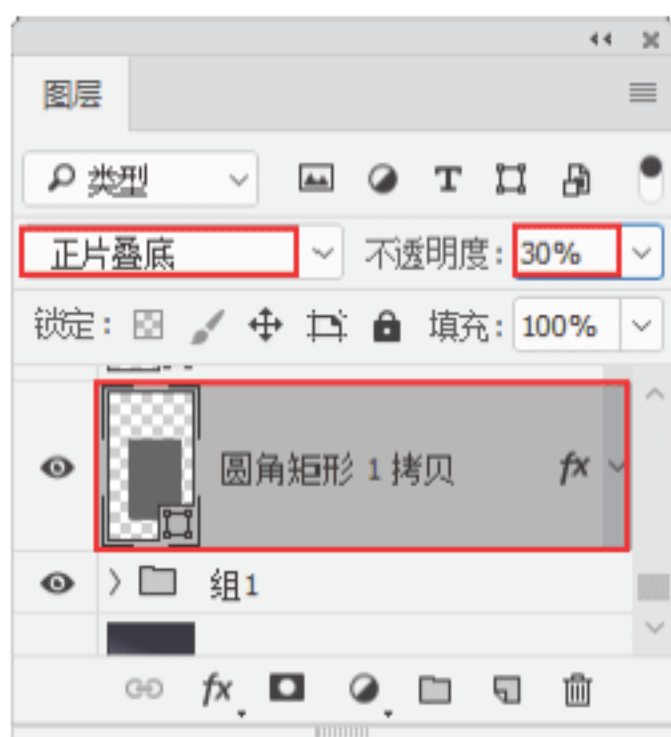 图层
类型
正片叠底 不透明度: 30%
锁定: 填充: 100%
圆角矩形 1 拷贝 fx
组1
fx